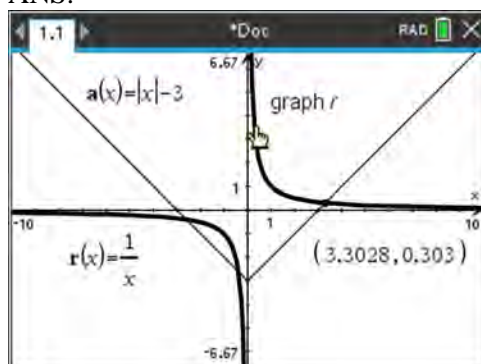 ANS:
1.1 *Doc RAD
6.67 y
a(x)=|x|-3
graph r
1
x
-10 1 10
r(x)=1/x
(3.3028,0.303)
-6.67